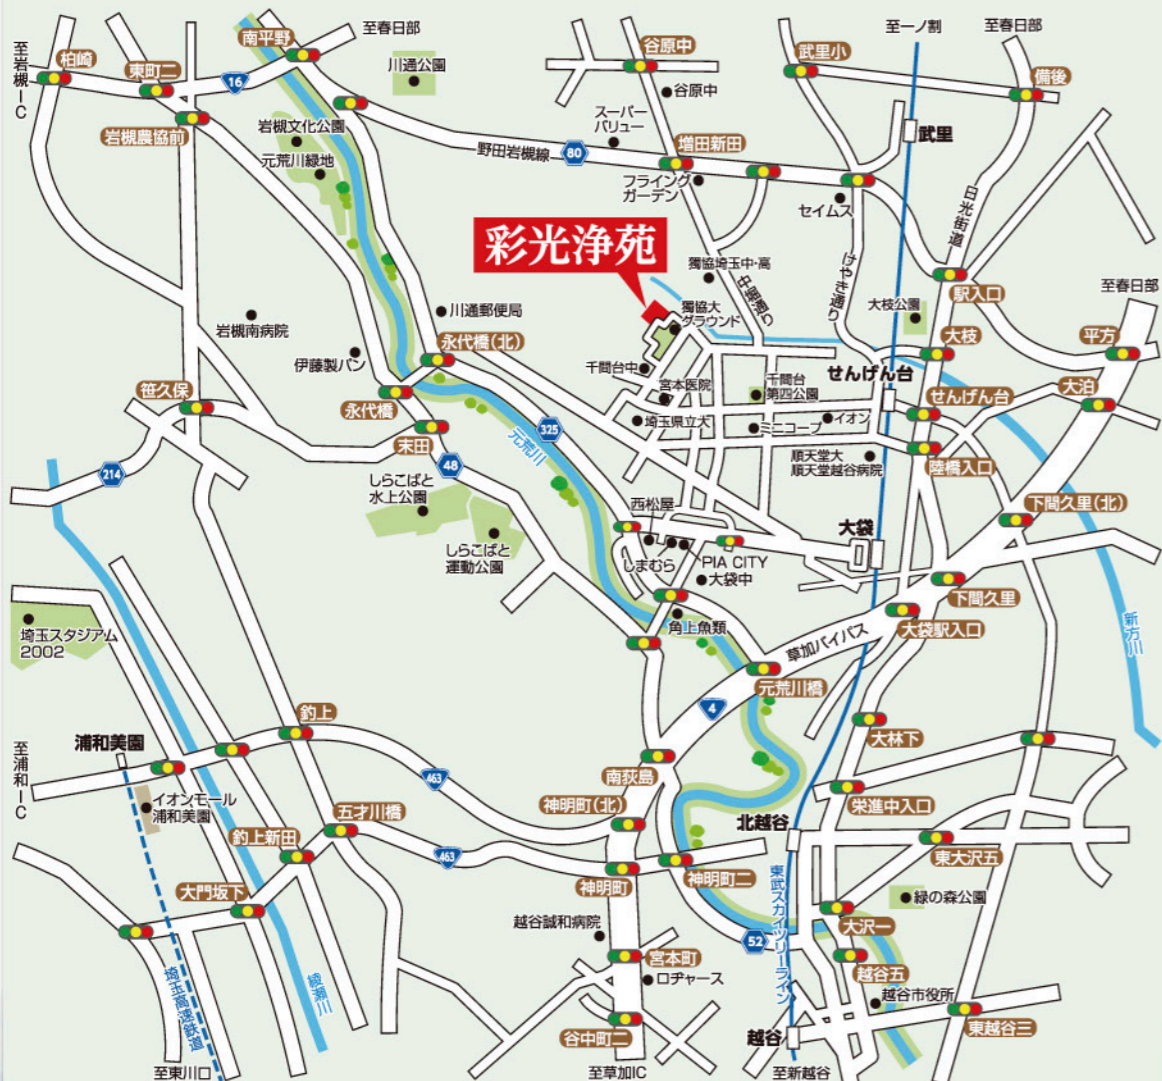 至岩槻IC
柏崎
東町二
16
南平野
至春日部
川通公園
谷原中
谷原中
武里小
至一ノ割
至春日部
備後
岩槻農協前
岩槻文化公園
元荒川緑地
スーパー
バリュー
野田岩槻線
80
増田新田
フライング
ガーデン
武里
セイムス
日光街道
彩光浄苑
獨協埼玉中・高
中央通り
けやき通り
駅入口
至春日部
大枝公園
獨協大
グラウンド
岩槻南病院
川通郵便局
伊藤製パン
永代橋(北)
大枝
平方
千間台中
せんげん台
笹久保
永代橋
宮本医院
千間台
第四公園
せんげん台
大泊
末田
325
元荒川
埼玉県立大
ミニコープ
イオン
214
48
順天堂大
順天堂越谷病院
陸橋入口
しらこばと
水上公園
西松屋
大袋
下間久里(北)
しらこばと
運動公園
しまむら
PIA CITY
大袋中
下間久里
角上魚類
大袋駅入口
新方川
埼玉スタジアム
2002
草加バイパス
元荒川橋
4
釣上
大林下
浦和美園
至浦和IC
463
南荻島
イオンモール
浦和美園
五才川橋
神明町(北)
栄進中入口
北越谷
釣上新田
463
東大沢五
神明町
神明町二
大門坂下
東武スカイツリーライン
緑の森公園
越谷誠和病院
大沢一
52
宮本町
越谷五
ロヂャース
綾瀬川
埼玉高速鉄道
越谷市役所
谷中町二
越谷
東越谷三
至東川口
至草加IC
至新越谷